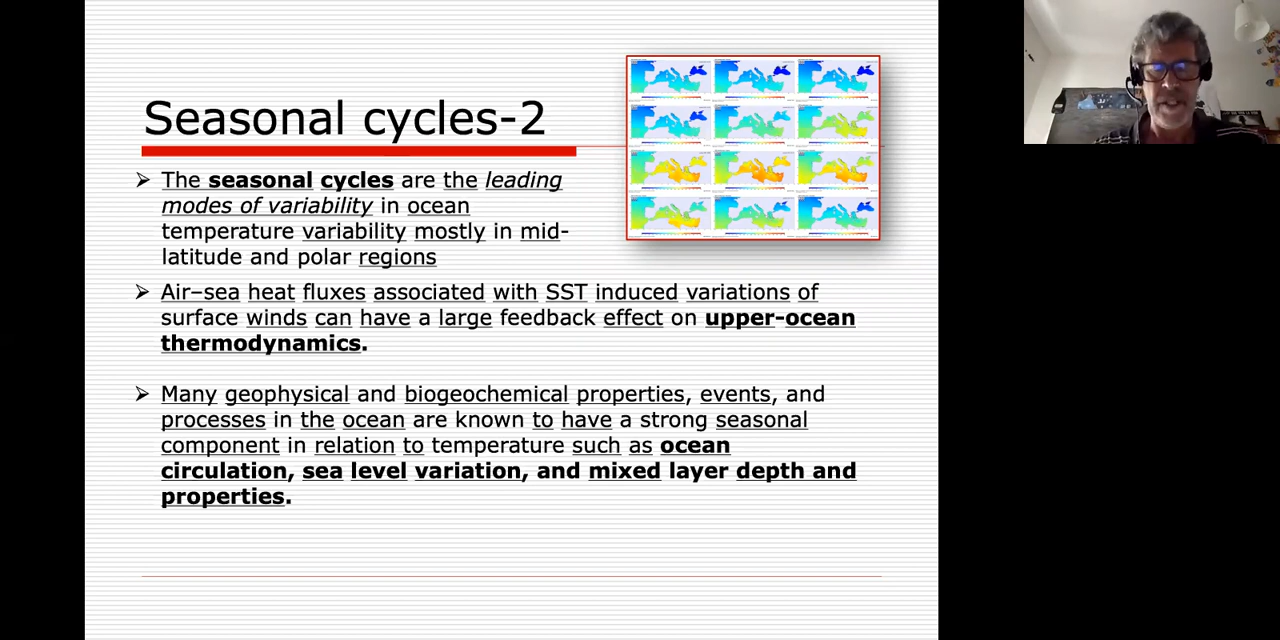 Seasonal cycles-2
The seasonal cycles are the leading
modes of variability in ocean
temperature variability mostly in mid-
latitude and polar regions
Air–sea heat fluxes associated with SST induced variations of
surface winds can have a large feedback effect on upper-ocean
thermodynamics.
Many geophysical and biogeochemical properties, events, and
processes in the ocean are known to have a strong seasonal
component in relation to temperature such as ocean
circulation, sea level variation, and mixed layer depth and
properties.